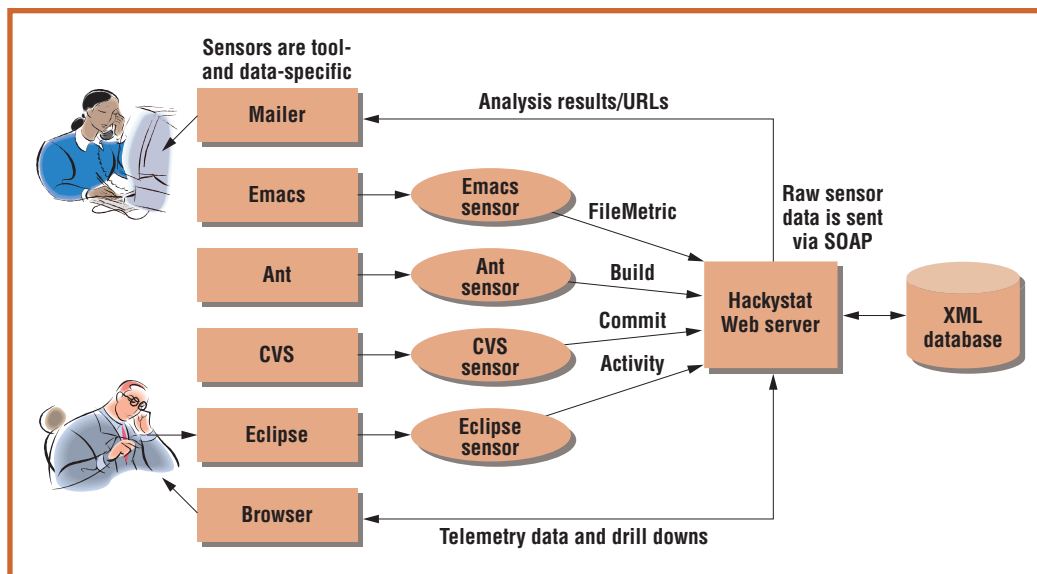 Sensors are tool-
and data-specific
Mailer
Analysis results/URLs
Emacs
Emacs
sensor
FileMetric
Raw sensor
data is sent
via SOAP
Ant
Ant
sensor
Build
Hackystat
Web server
XML
database
CVS
CVS
sensor
Commit
Activity
Eclipse
Eclipse
sensor
Browser
Telemetry data and drill downs